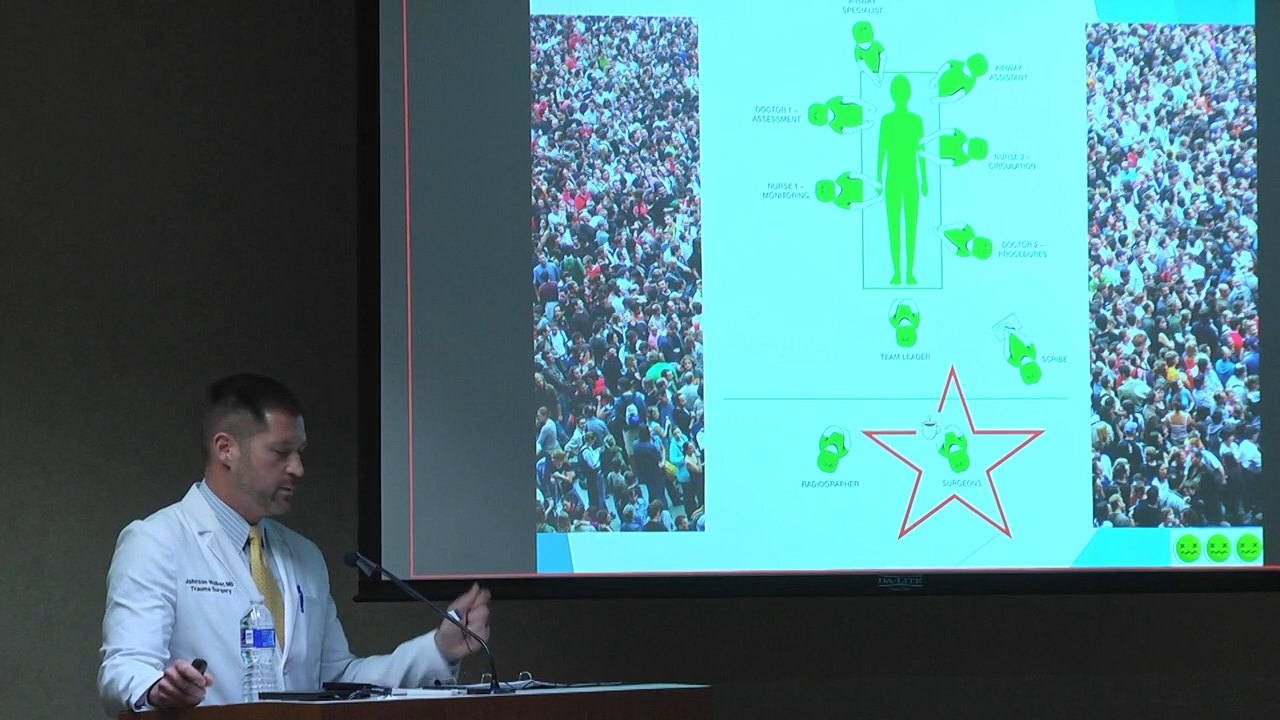 AIRWAY
SPECIALIST
AIRWAY
ASSISTANT
DOCTOR 1 –
ASSESSMENT
NURSE 2 –
CIRCULATION
NURSE 1 –
MONITORING
DOCTOR 2 –
PROCEDURES
TEAM LEADER
SCRIBE
RADIOGRAPHER
SURGEONS
DA-LITE
Johnson Walker, MD
Trauma Surgery